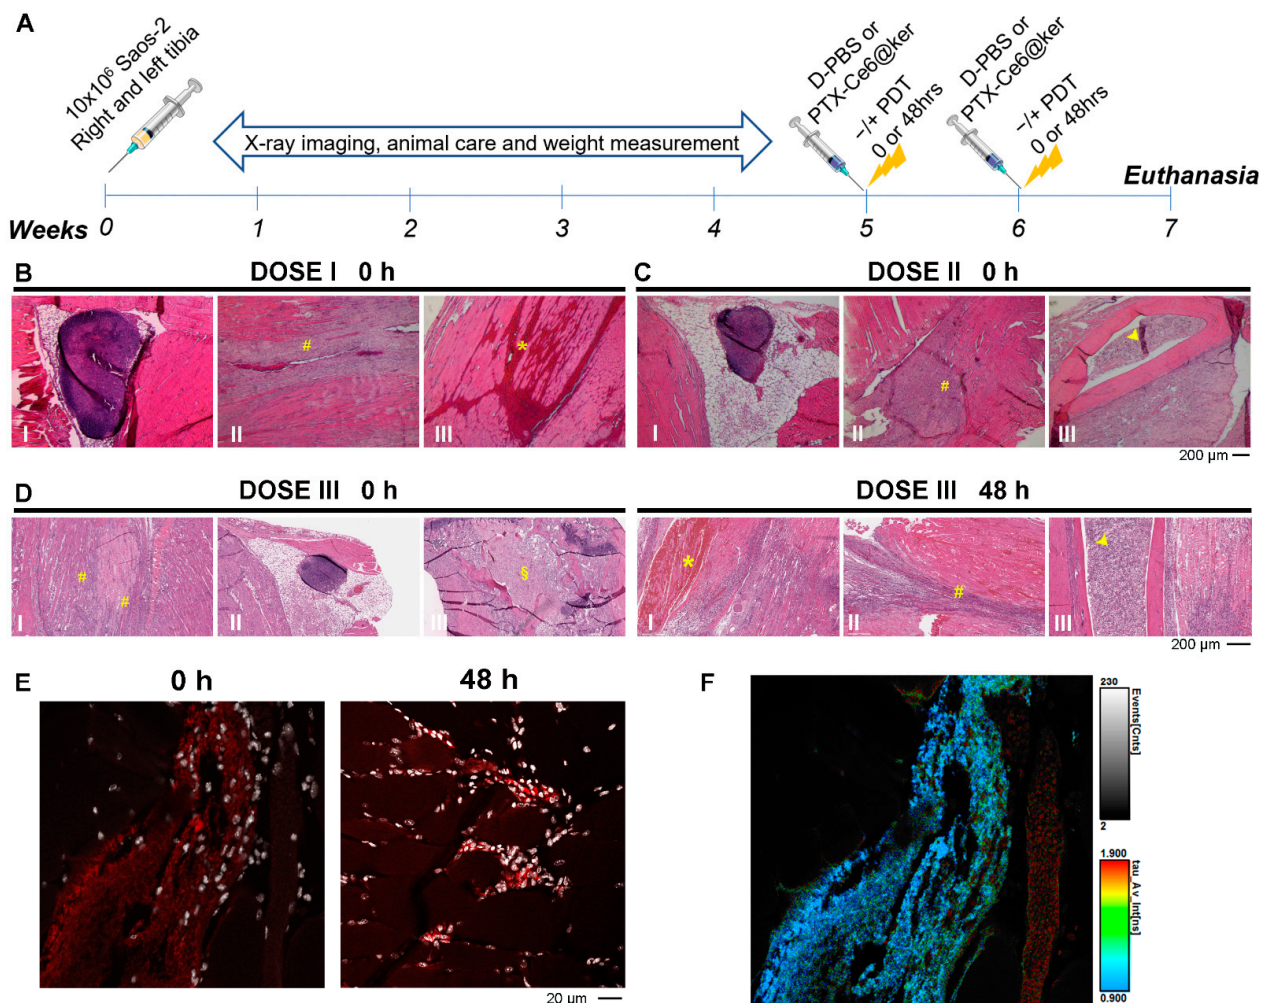 A
10x10⁶ Saos-2
Right and left tibia
X-ray imaging, animal care and weight measurement
D-PBS or
PTX-Ce6@ker
−/+ PDT
0 or 48hrs
D-PBS or
PTX-Ce6@ker
−/+ PDT
0 or 48hrs
Euthanasia
Weeks 0 1 2 3 4 5 6 7
B DOSE I 0 h
C DOSE II 0 h
I # II * III
I # II III
200 µm
D DOSE III 0 h
DOSE III 48 h
# # I II § III
* I # II III
200 µm
E 0 h 48 h
F
20 µm
230
Events[Cnts]
2
1.900
tau_Av_Int[ns]
0.900